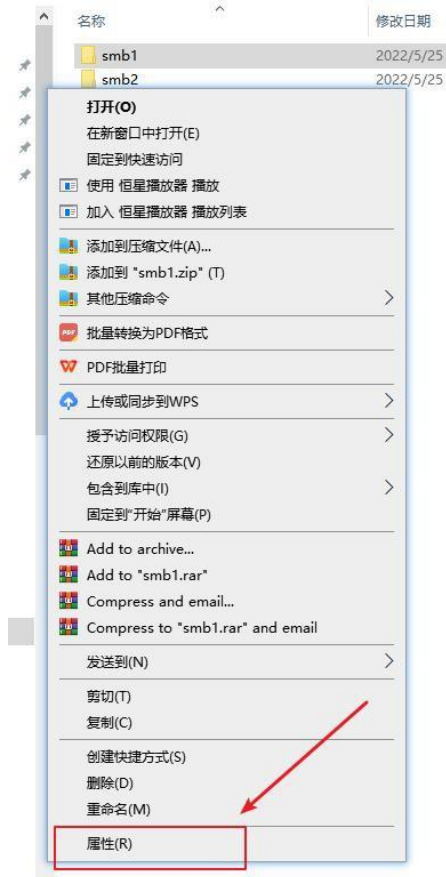 名称 修改日期
smb1 2022/5/25
smb2 2022/5/25
打开(O)
在新窗口中打开(E)
固定到快速访问
使用 恒星播放器 播放
加入 恒星播放器 播放列表
添加到压缩文件(A)...
添加到 "smb1.zip" (T)
其他压缩命令
PDF 批量转换为PDF格式
PDF批量打印
上传或同步到WPS
授予访问权限(G)
还原以前的版本(V)
包含到库中(I)
固定到"开始"屏幕(P)
Add to archive...
Add to "smb1.rar"
Compress and email...
Compress to "smb1.rar" and email
发送到(N)
剪切(T)
复制(C)
创建快捷方式(S)
删除(D)
重命名(M)
属性(R)